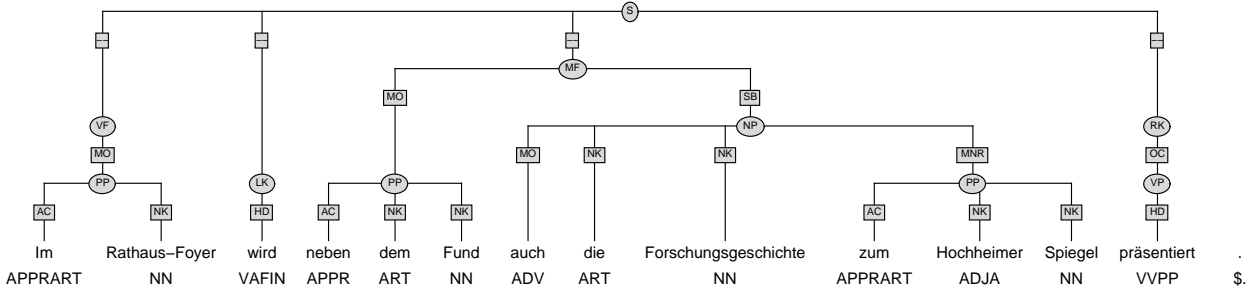 S
-- -- -- --
MF
MO SB
VF NP RK
MO MO NK NK MNR OC
PP LK PP PP VP
AC NK HD AC NK NK AC NK NK HD
Im Rathaus–Foyer wird neben dem Fund auch die Forschungsgeschichte zum Hochheimer Spiegel präsentiert .
APPRART NN VAFIN APPR ART NN ADV ART NN APPRART ADJA NN VVPP $.